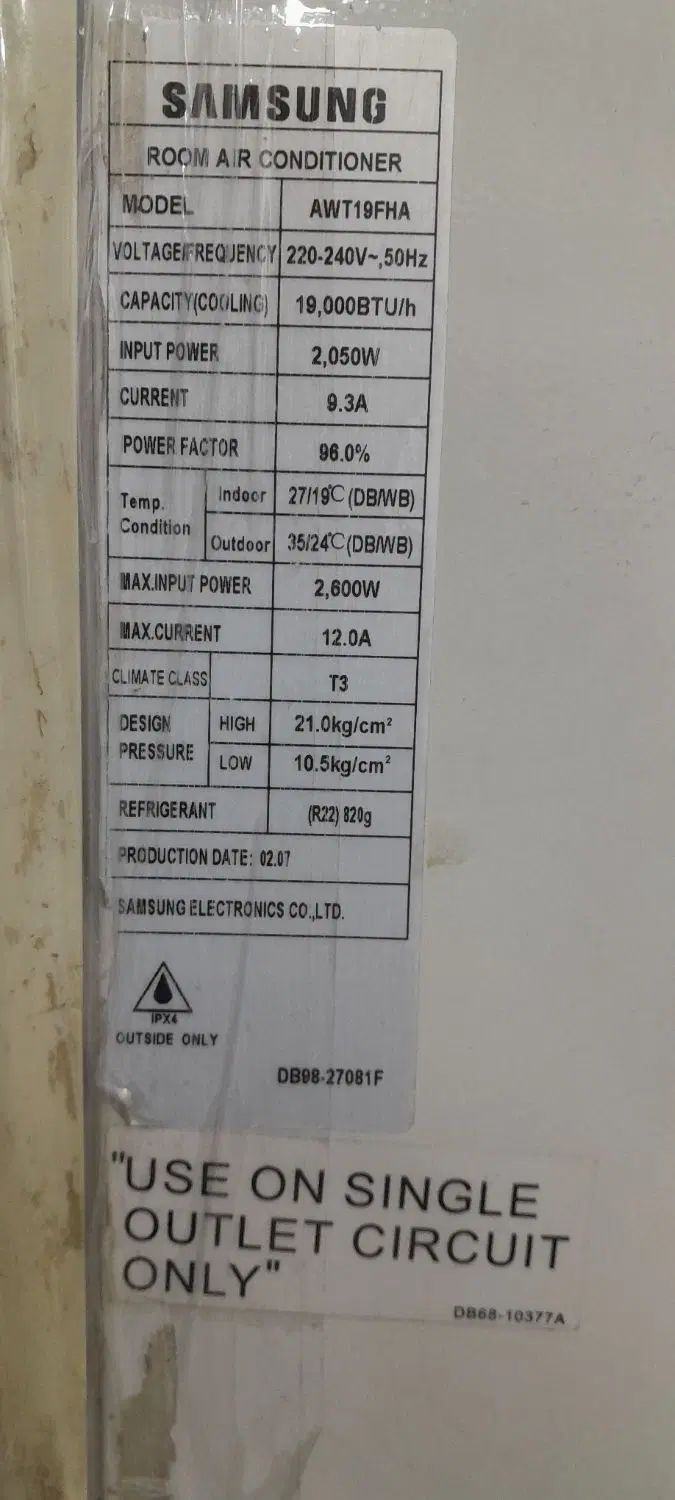 SAMSUNG
ROOM AIR CONDITIONER
MODEL AWT19FHA
VOLTAGE/FREQUENCY 220-240V~,50Hz
CAPACITY(COOLING) 19,000BTU/h
INPUT POWER 2,050W
CURRENT 9.3A
POWER FACTOR 96.0%
Temp. Condition Indoor 27/19℃(DB/WB)
Outdoor 35/24℃(DB/WB)
MAX.INPUT POWER 2,600W
MAX.CURRENT 12.0A
CLIMATE CLASS T3
DESIGN PRESSURE HIGH 21.0kg/cm²
LOW 10.5kg/cm²
REFRIGERANT (R22) 820g
PRODUCTION DATE: 02.07
SAMSUNG ELECTRONICS CO.,LTD.
IPX4
OUTSIDE ONLY
DB98-27081F
"USE ON SINGLE
OUTLET CIRCUIT
ONLY"
DB68-10377A